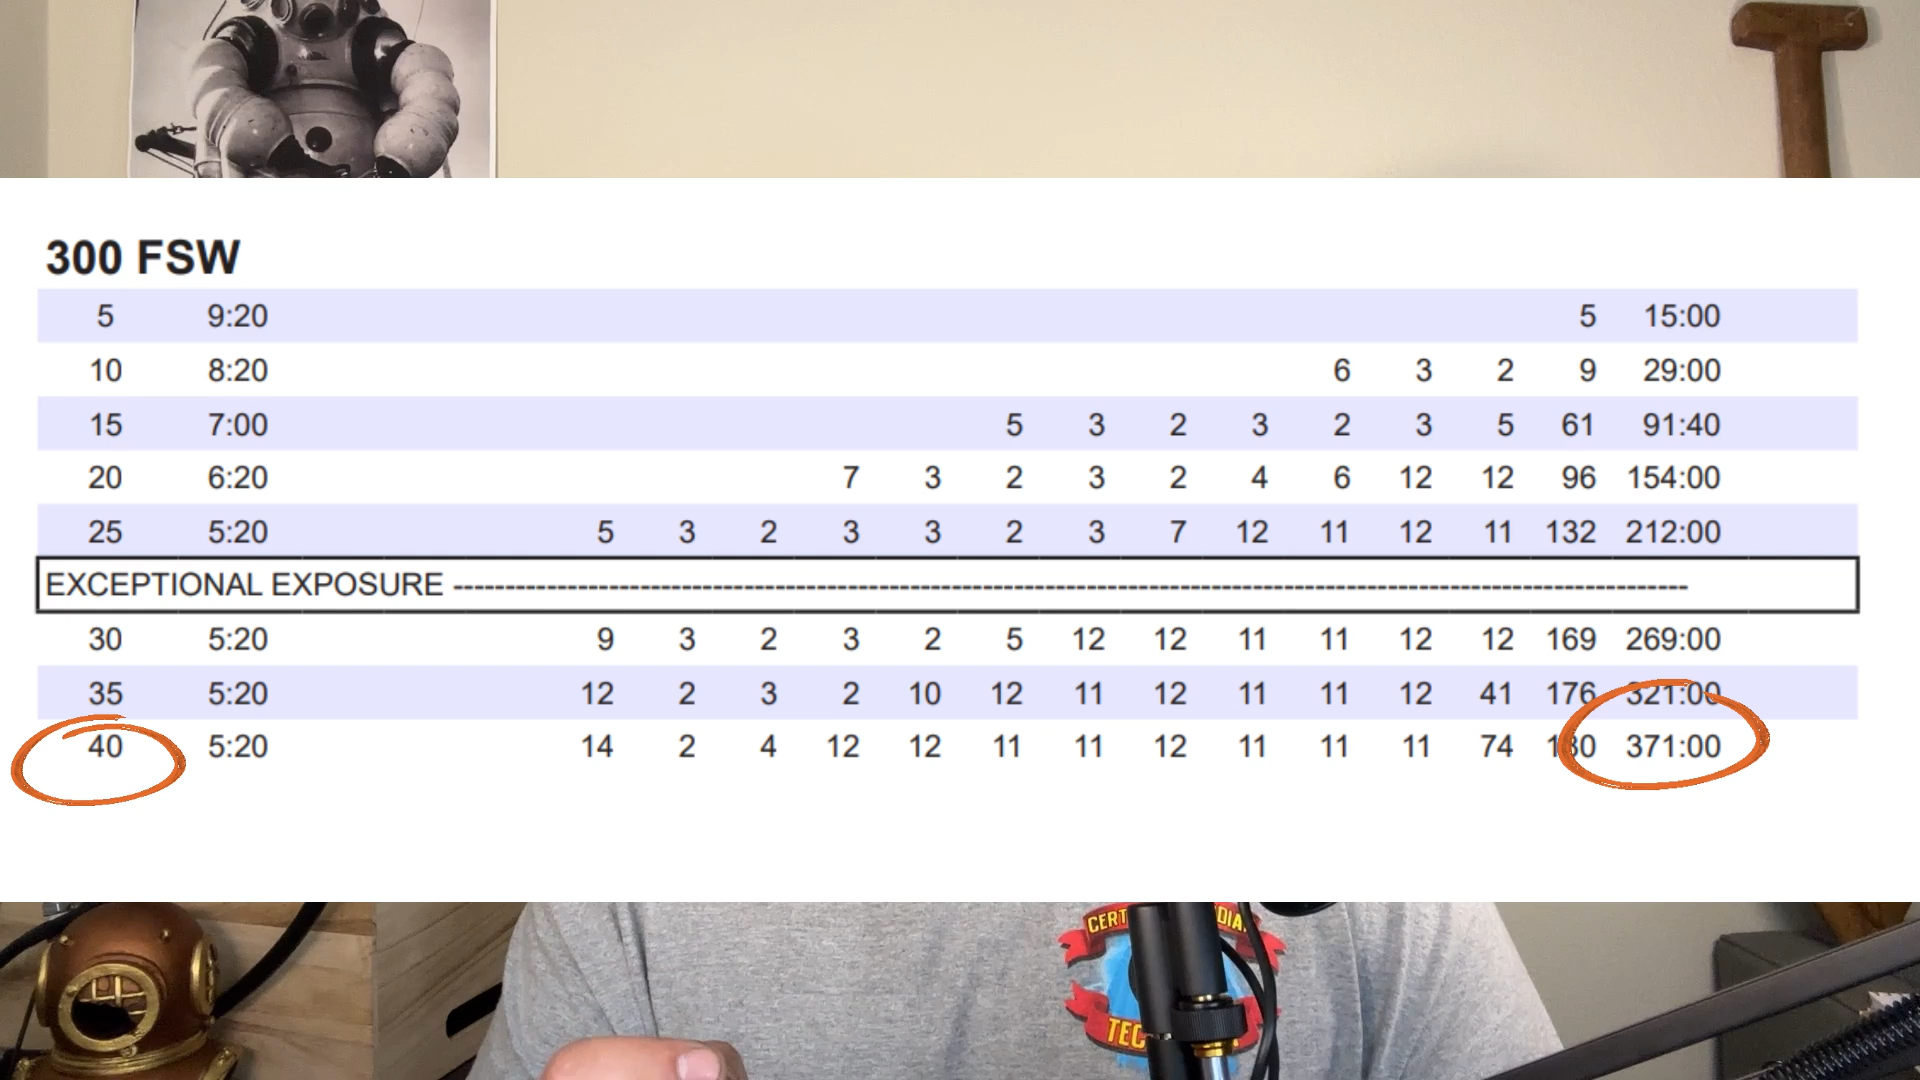 300 FSW
5 9:20 5 15:00
10 8:20 6 3 2 9 29:00
15 7:00 5 3 2 3 2 3 5 61 91:40
20 6:20 7 3 2 3 2 4 6 12 12 96 154:00
25 5:20 5 3 2 3 3 2 3 7 12 11 12 11 132 212:00
EXCEPTIONAL EXPOSURE ----------------------------------------------------------------------------------------------------------------------------------
30 5:20 9 3 2 3 2 5 12 12 11 11 12 12 169 269:00
35 5:20 12 2 3 2 10 12 11 12 11 11 12 41 176 321:00
40 5:20 14 2 4 12 12 11 11 12 11 11 11 74 180 371:00
CERT
TEC